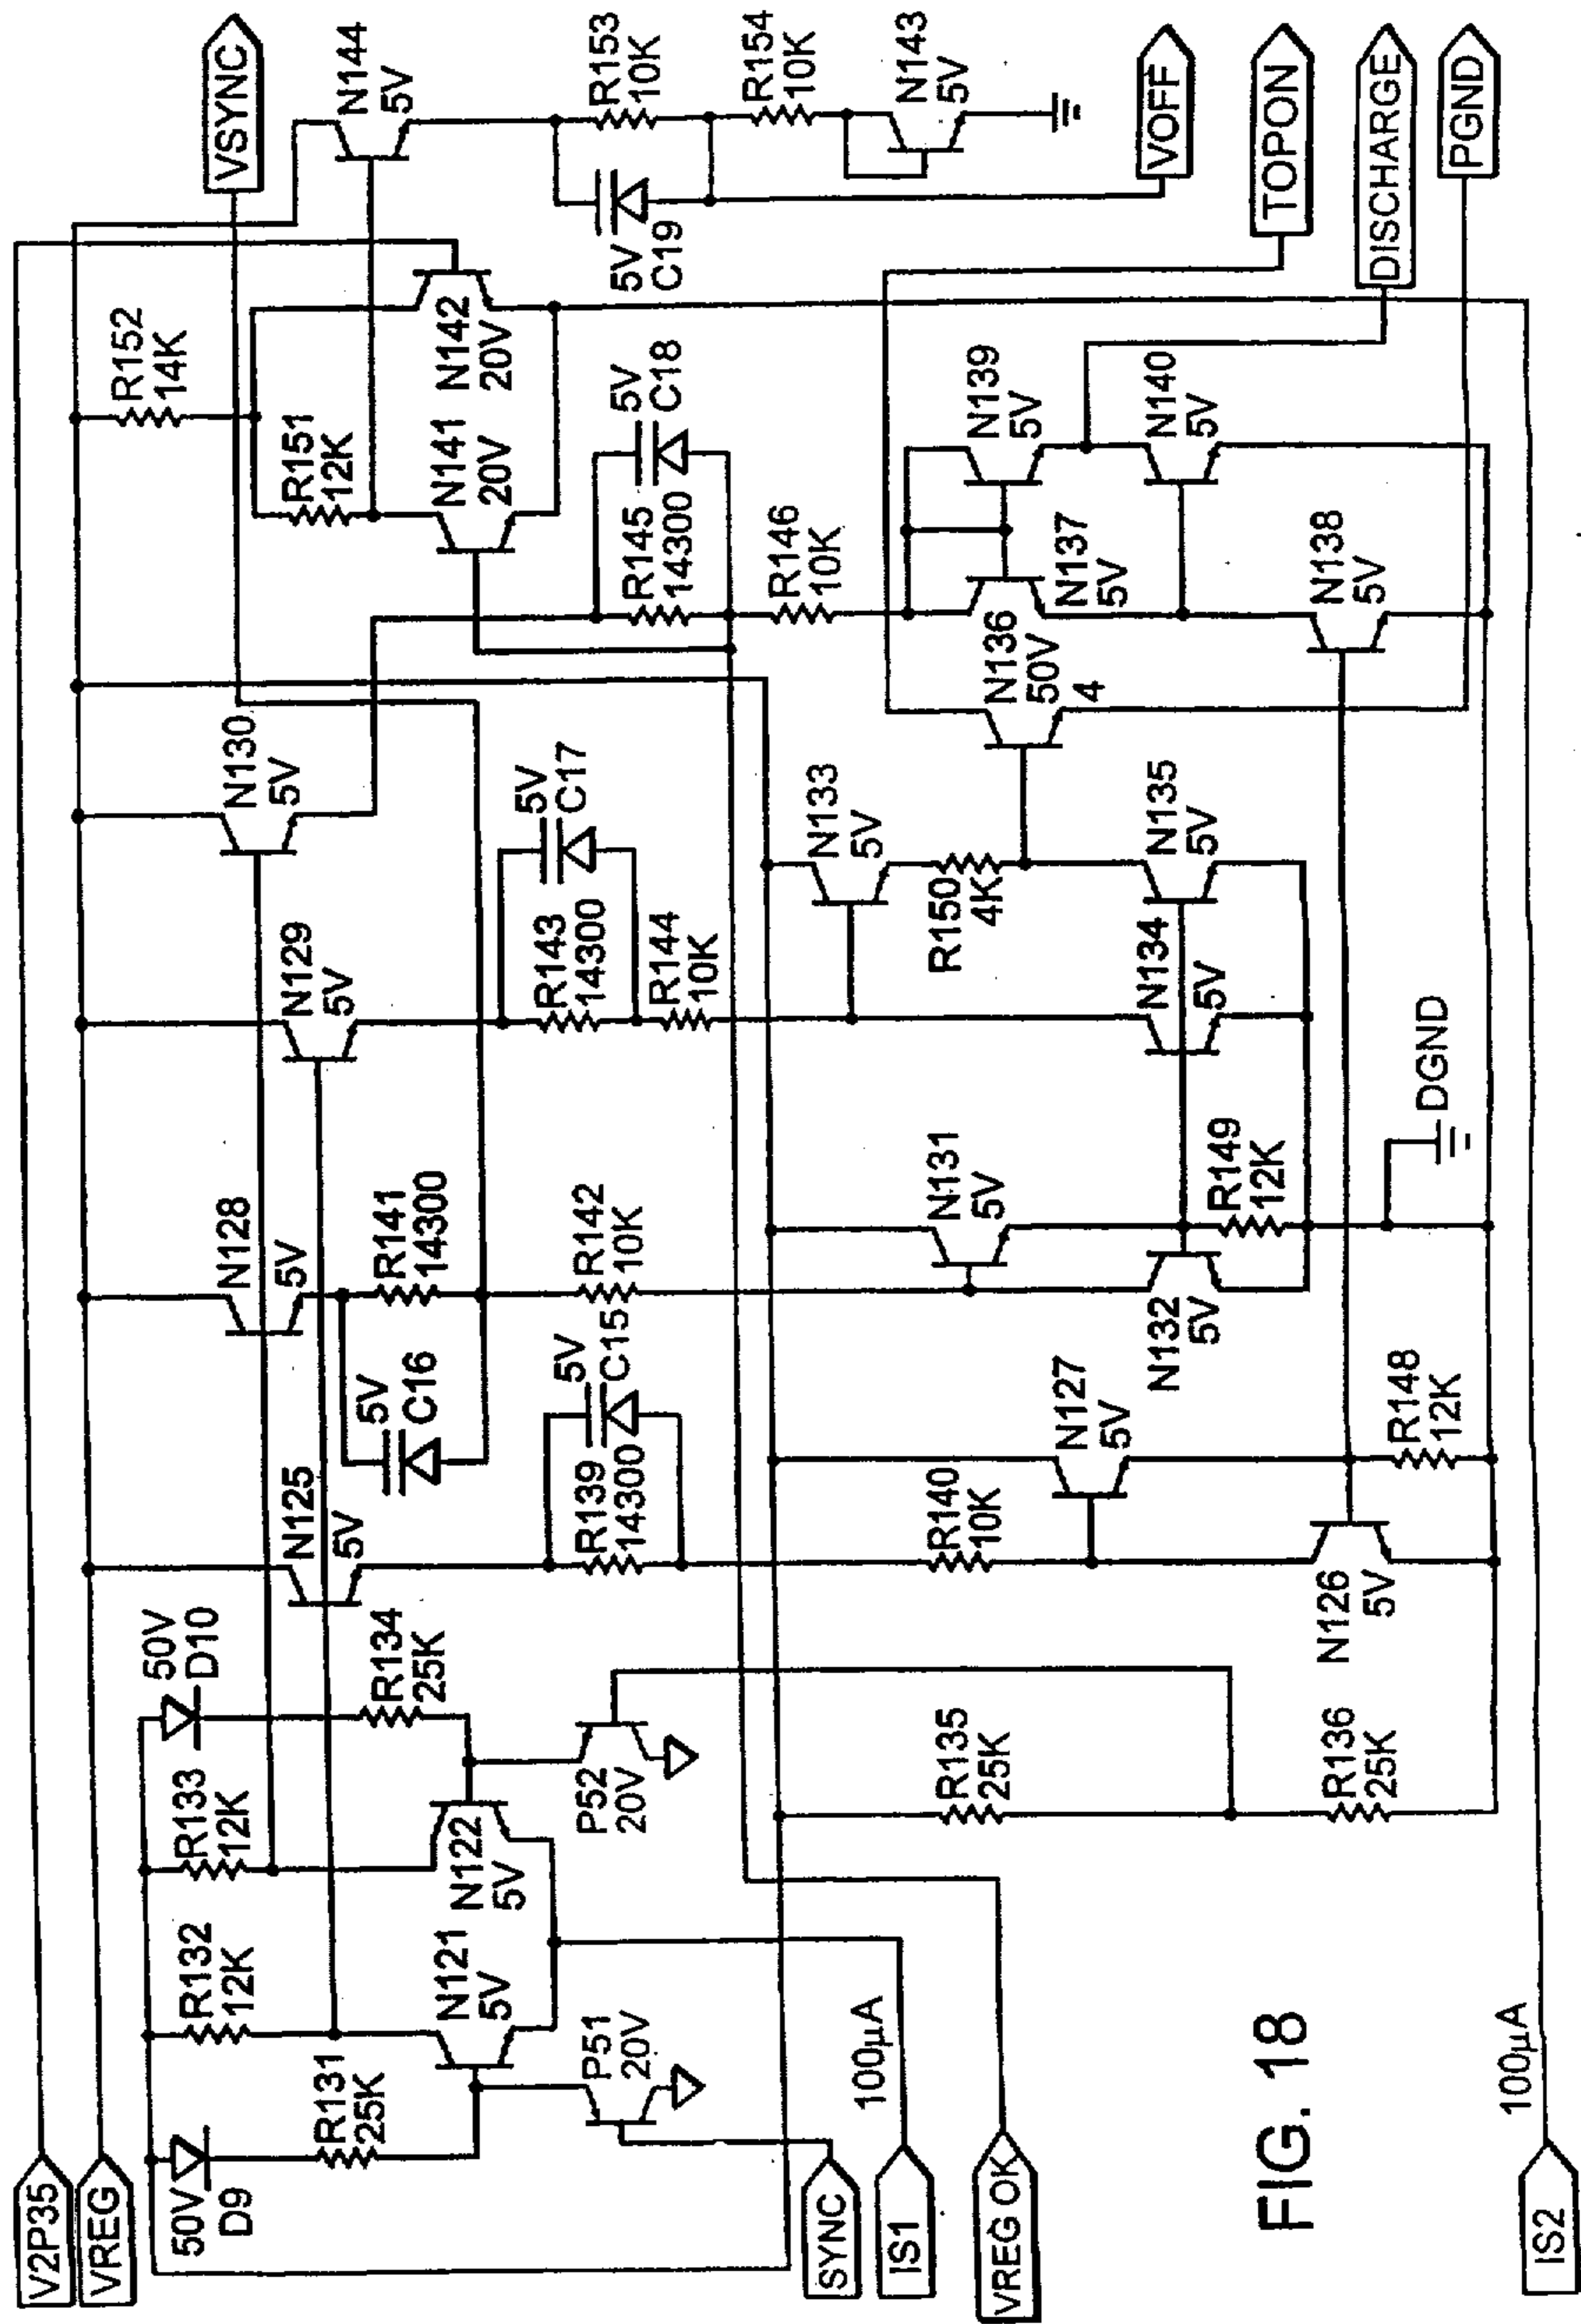 V2P35
VREG
50V
D9
R131
25K
R132
12K
R133
12K
50V
D10
R134
25K
N121
5V
N122
5V
P51
20V
P52
20V
SYNC
100µA
IS1
VREG OK
R135
25K
R136
25K
N125
5V
5V
C16
N128
5V
R141
14300
R139
14300
5V
C15
R140
10K
R142
10K
N127
5V
N126
5V
R148
12K
N132
5V
N131
5V
R149
12K
DGND
N129
5V
N130
5V
R143
14300
5V
C17
R144
10K
N133
5V
R150
4K
N134
5V
N135
5V
N136
50V
4
R145
14300
5V
C18
R146
10K
N137
5V
N138
5V
N139
5V
N140
5V
R151
12K
R152
14K
N141
20V
N142
20V
VSYNC
N144
5V
5V
C19
R153
10K
R154
10K
N143
5V
VOFF
TOPON
DISCHARGE
PGND
100µA
IS2
FIG. 18